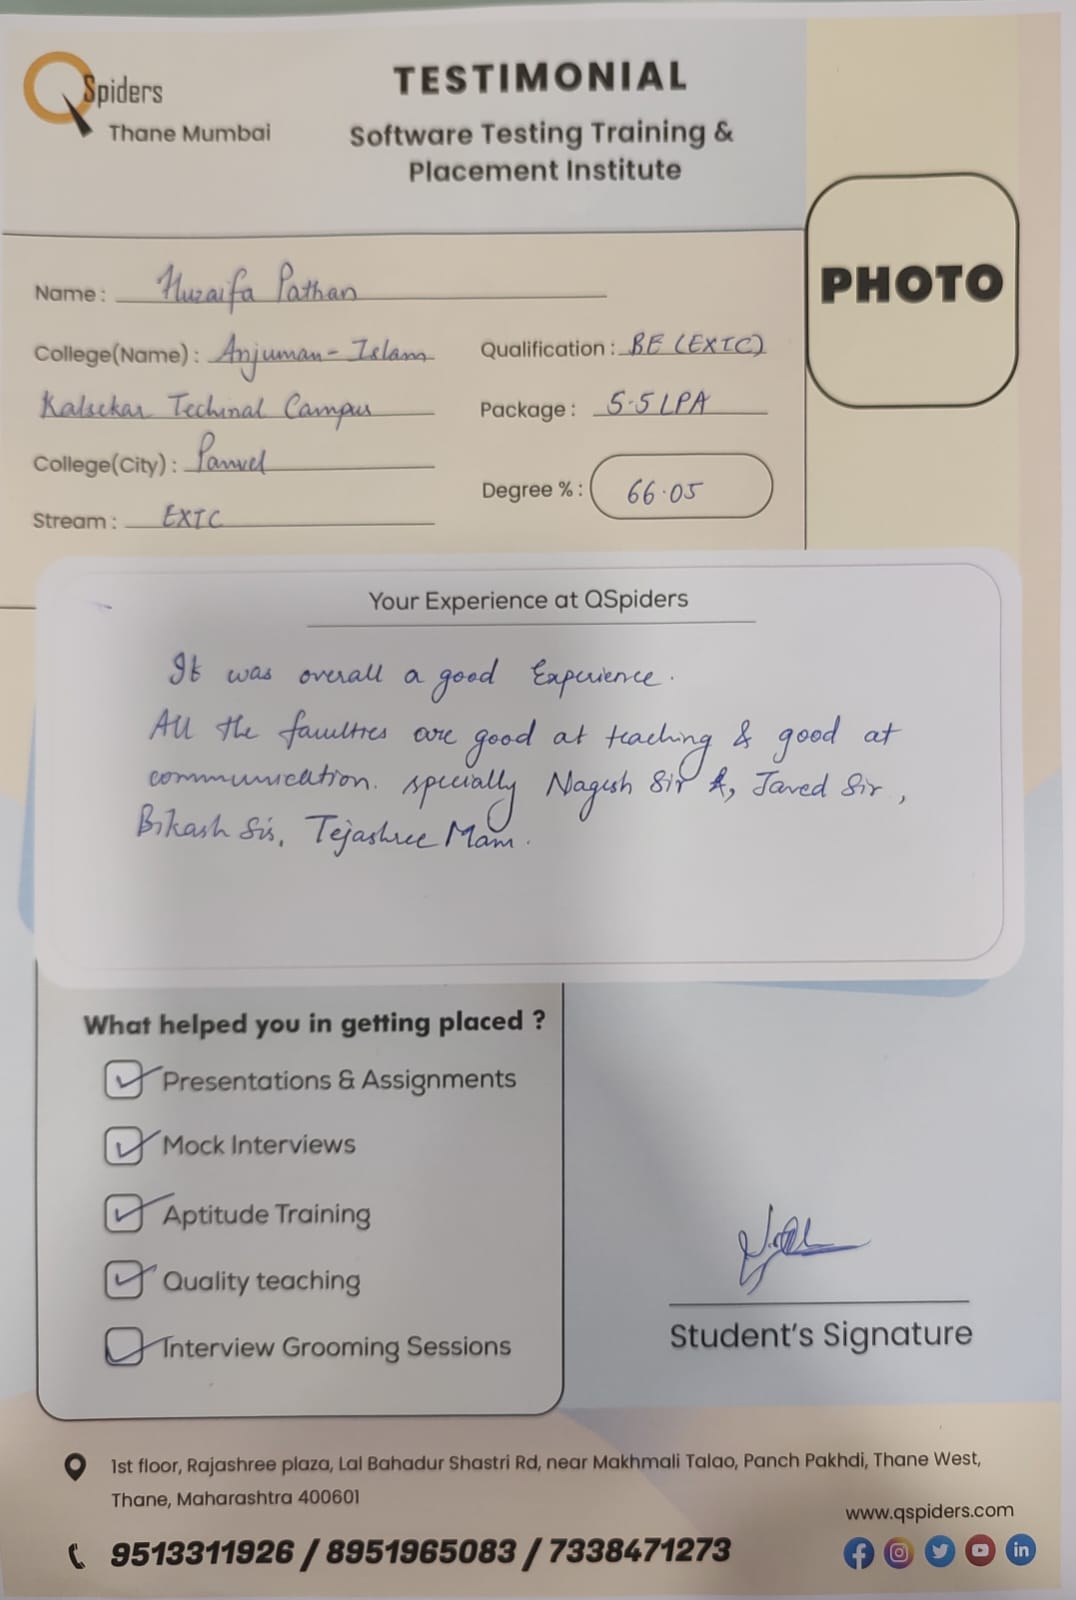 QSpiders
Thane Mumbai
TESTIMONIAL
Software Testing Training &
Placement Institute
PHOTO
Name : Huzaifa Pathan
College(Name) : Anjuman-Islam
Kalsekar Techinal Campus
College(City) : Panvel
Stream : EXTC
Qualification : BE (EXTC)
Package : 5.5 LPA
Degree % : 66.05
Your Experience at QSpiders
It was overall a good Experience.
All the faculties are good at teaching & good at
communication. specially Nagesh Sir &, Javed Sir,
Bikash Sir, Tejashree Mam.
What helped you in getting placed ?
Presentations & Assignments
Mock Interviews
Aptitude Training
Quality teaching
Interview Grooming Sessions
Student's Signature
1st floor, Rajashree plaza, Lal Bahadur Shastri Rd, near Makhmali Talao, Panch Pakhdi, Thane West,
Thane, Maharashtra 400601
www.qspiders.com
9513311926 / 8951965083 / 7338471273